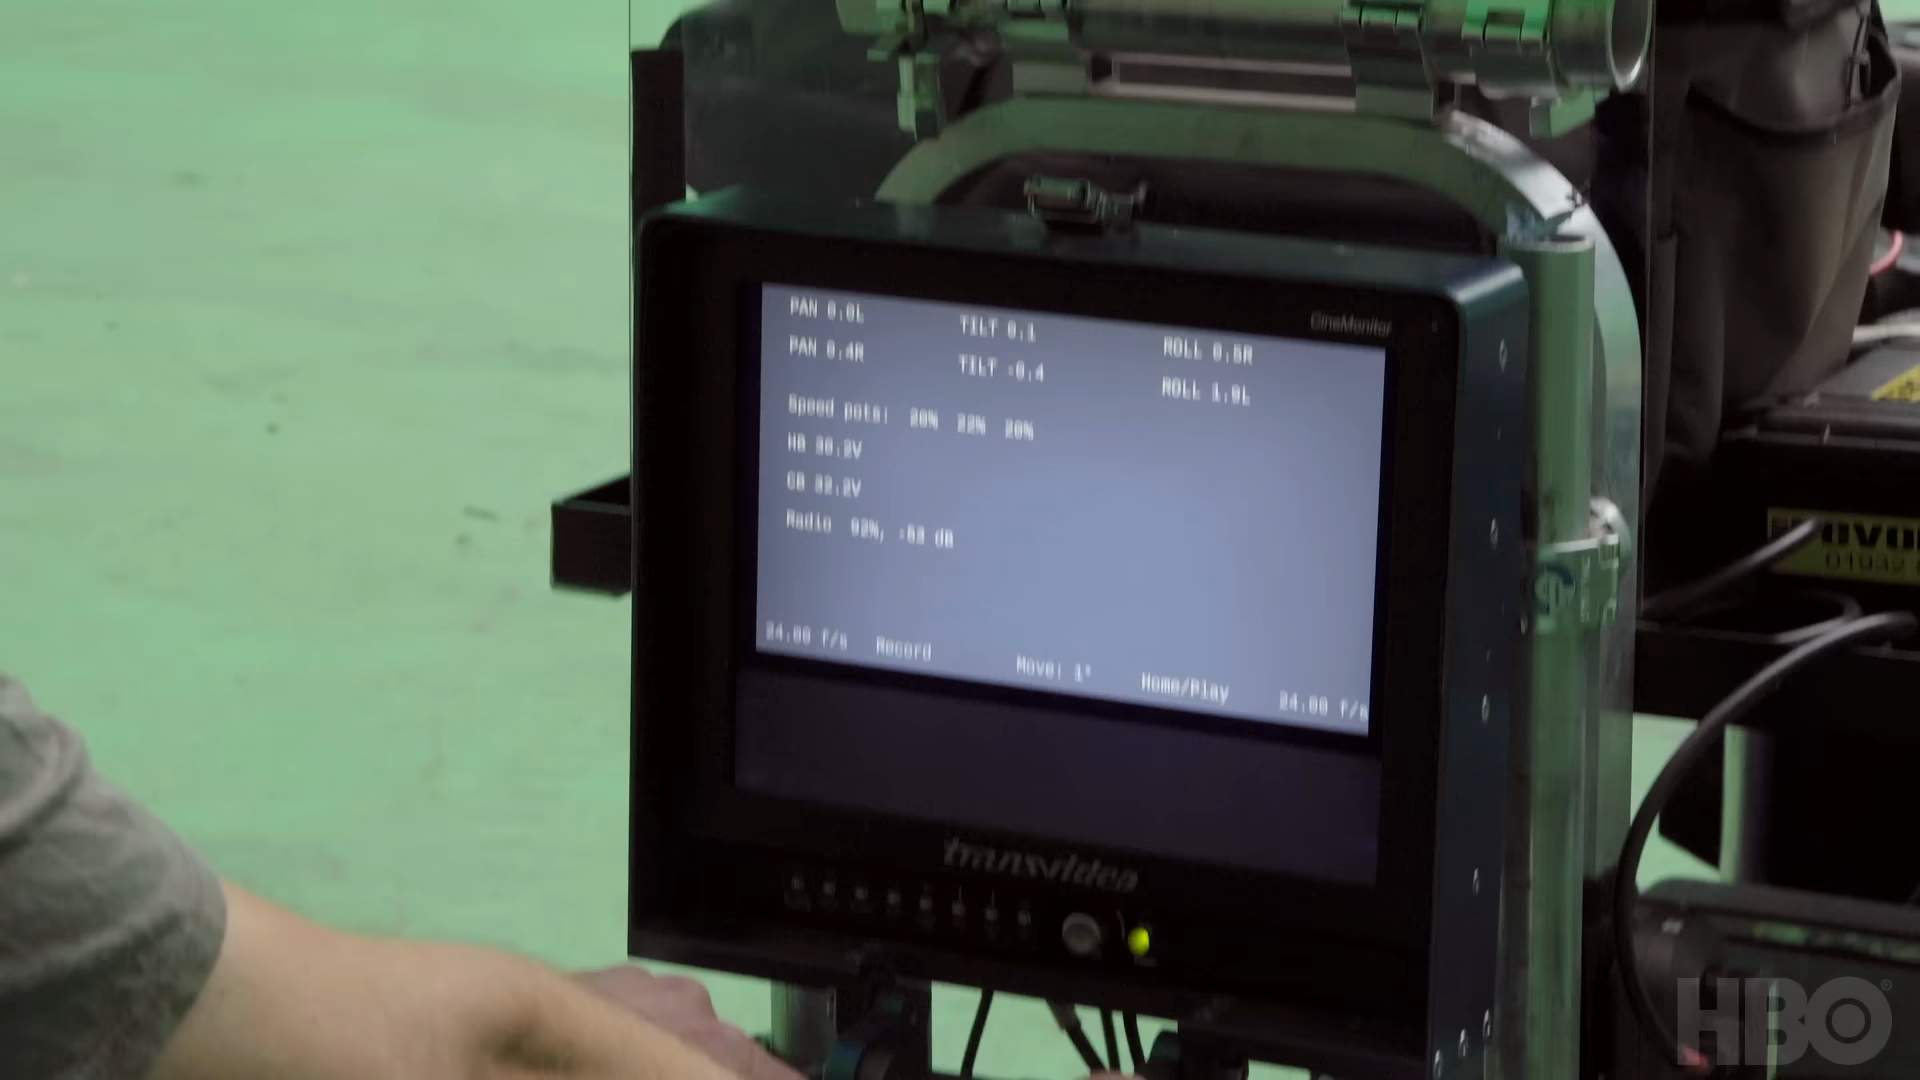 CineMonitor
PAN 0.0L TILT 0.1 ROLL 0.5R
PAN 0.4R TILT -0.4 ROLL 1.9L
Speed pots: 20% 22% 20%
HB 30.2V
CB 32.2V
Radio 92%, -63 dB
24.00 f/s Record Move: 1* Home/Play 24.00 f/s
transvideo
01932
HBO®